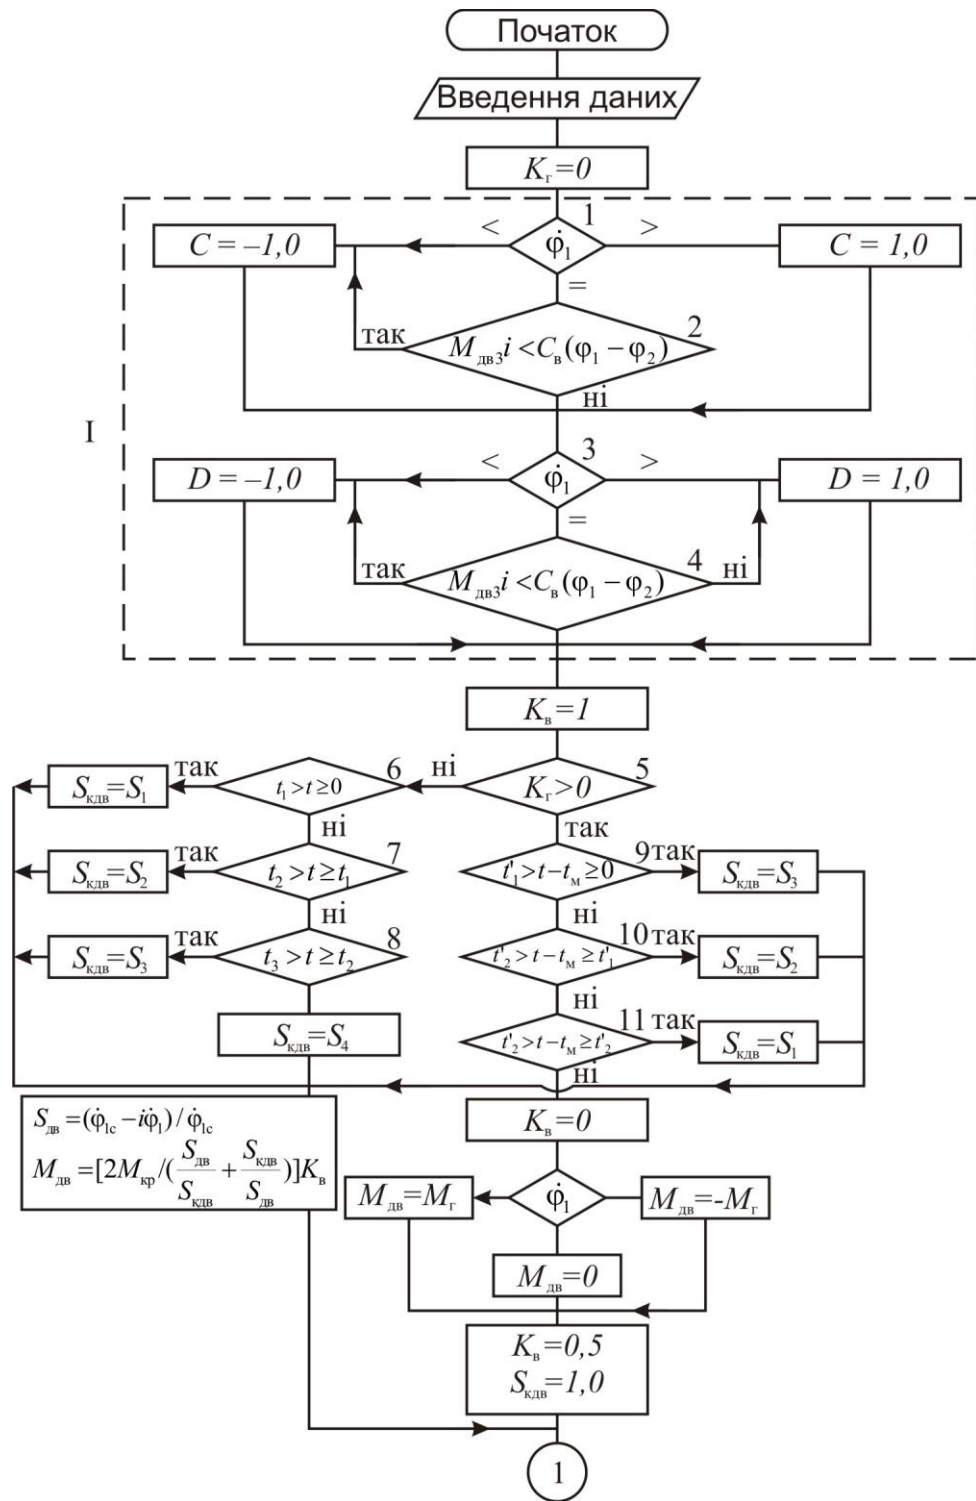 Початок
Введення даних
Kг=0
1
< φ̇₁ >
C = –1,0
C = 1,0
=
2
так
Mдв3i <Cв(φ₁ – φ₂)
ні
I
3
< φ̇₁ >
D = –1,0
D = 1,0
=
4
так
Mдв3i <Cв(φ₁ – φ₂)
ні
Kв=1
5
Kг>0
ні
так
6
t₁>t≥0
так
Sкдв=S₁
ні
7
t₂>t≥t₁
так
Sкдв=S₂
ні
8
t₃>t≥t₂
так
Sкдв=S₃
Sкдв=S₄
9
t'₁>t–tм≥0
так
Sкдв=S₃
ні
10
t'₂>t–tм≥t'₁
так
Sкдв=S₂
ні
11
t'₂>t–tм≥t'₂
так
Sкдв=S₁
ні
Sдв=(φ̇₁c – iφ̇₁)/φ̇₁c
Mдв=[2Mкр/(Sдв/Sкдв + Sкдв/Sдв)]Kв
Kв=0
Mдв=Mг
φ̇₁
Mдв=-Mг
Mдв=0
Kв=0,5
Sкдв=1,0
1